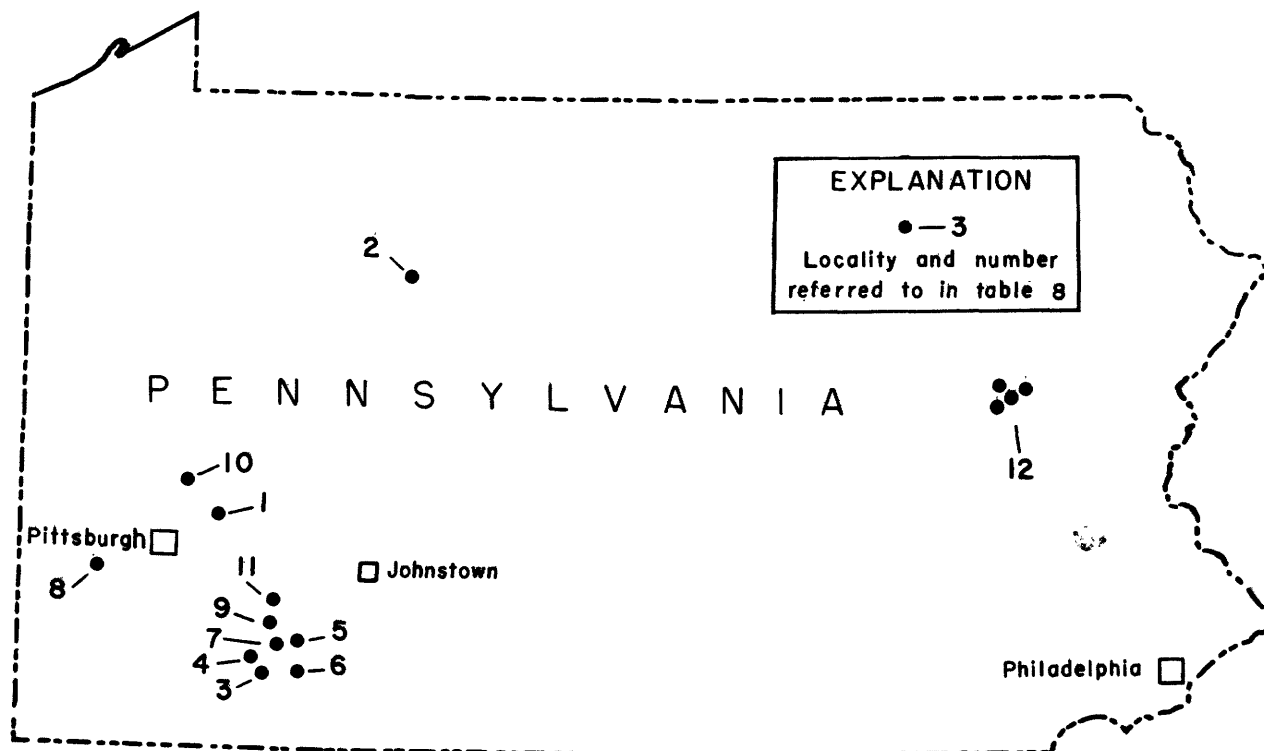 EXPLANATION
3
Locality and number
referred to in table 8
2
PENNSYLVANIA
12
10
1
Pittsburgh
8
11
Johnstown
9
7
5
4
6
3
Philadelphia